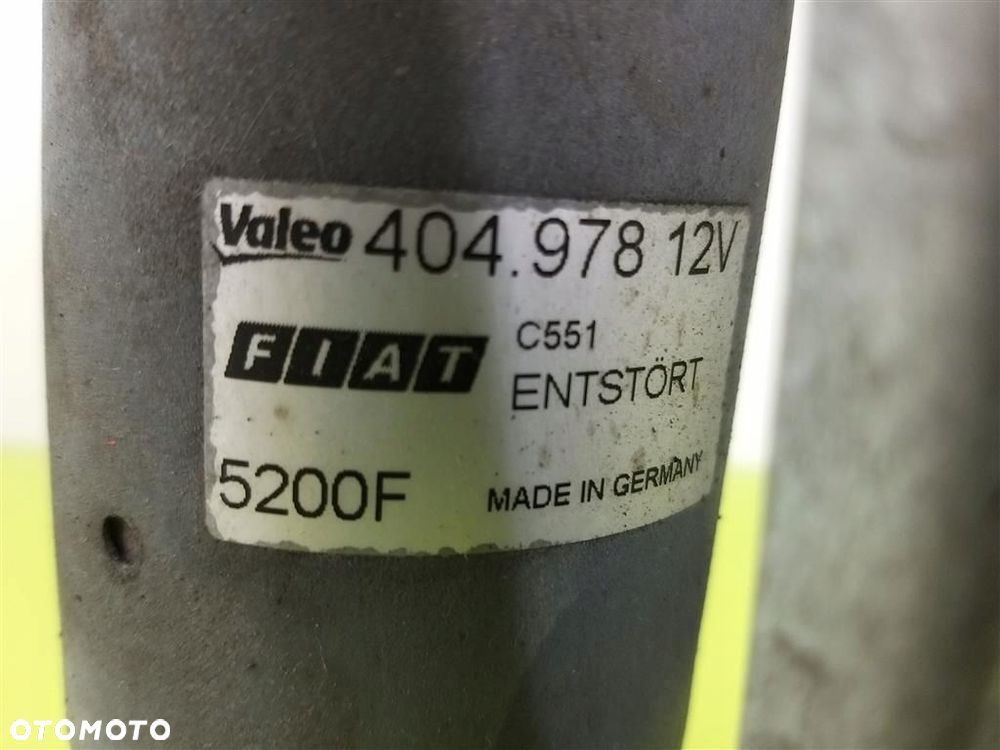 Valeo 404.978 12V
FIAT C551
ENTSTÖRT
5200F MADE IN GERMANY
OTOMOTO